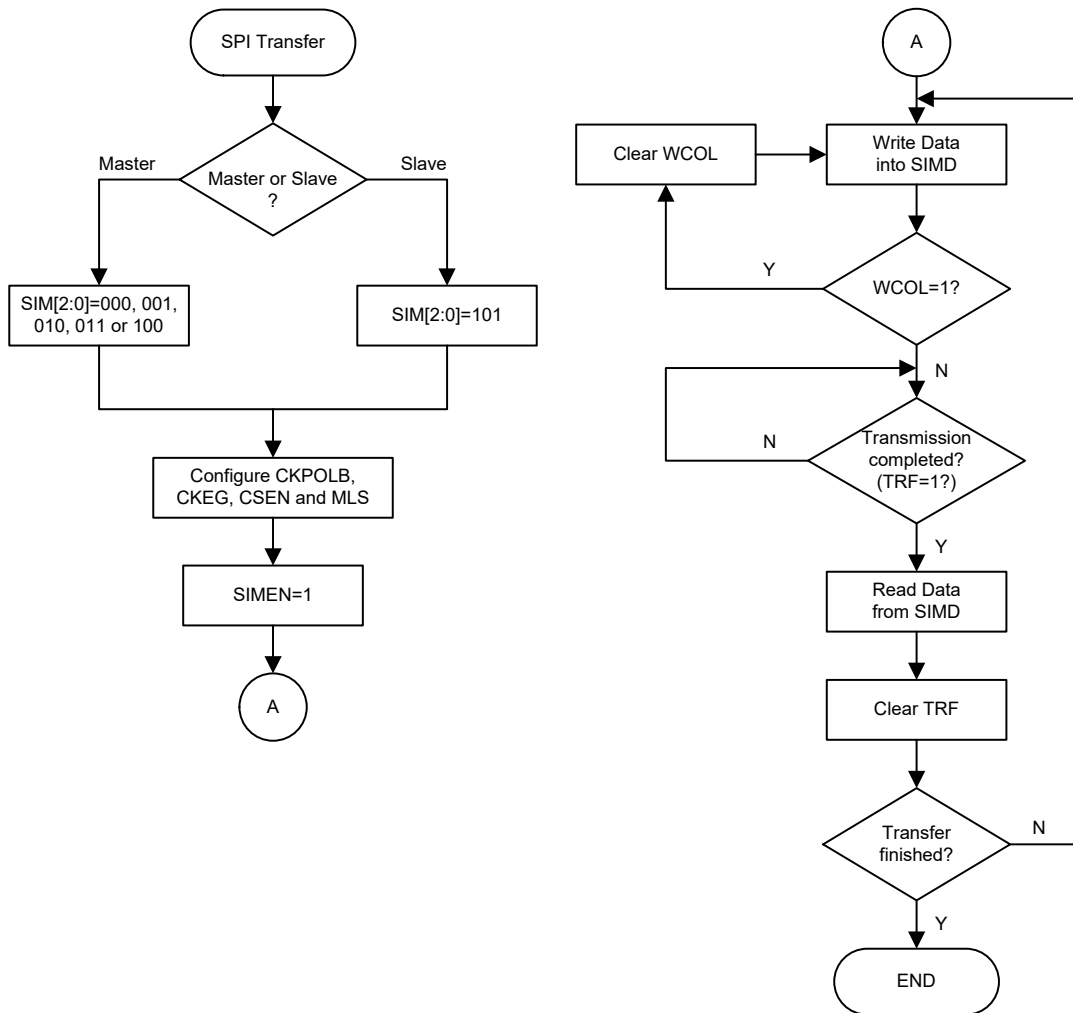 SPI Transfer
Master
Master or Slave
?
Slave
SIM[2:0]=000, 001,
010, 011 or 100
SIM[2:0]=101
Configure CKPOLB,
CKEG, CSEN and MLS
SIMEN=1
A
A
Clear WCOL
Write Data
into SIMD
Y
WCOL=1?
N
N
Transmission
completed?
(TRF=1?)
Y
Read Data
from SIMD
Clear TRF
Transfer
finished?
N
Y
END